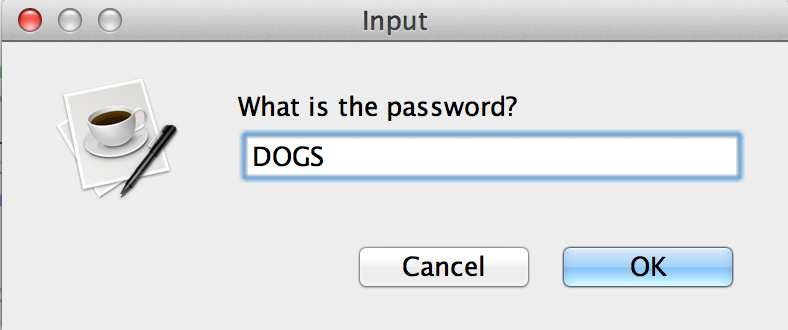 Input
What is the password?
DOGS
Cancel OK